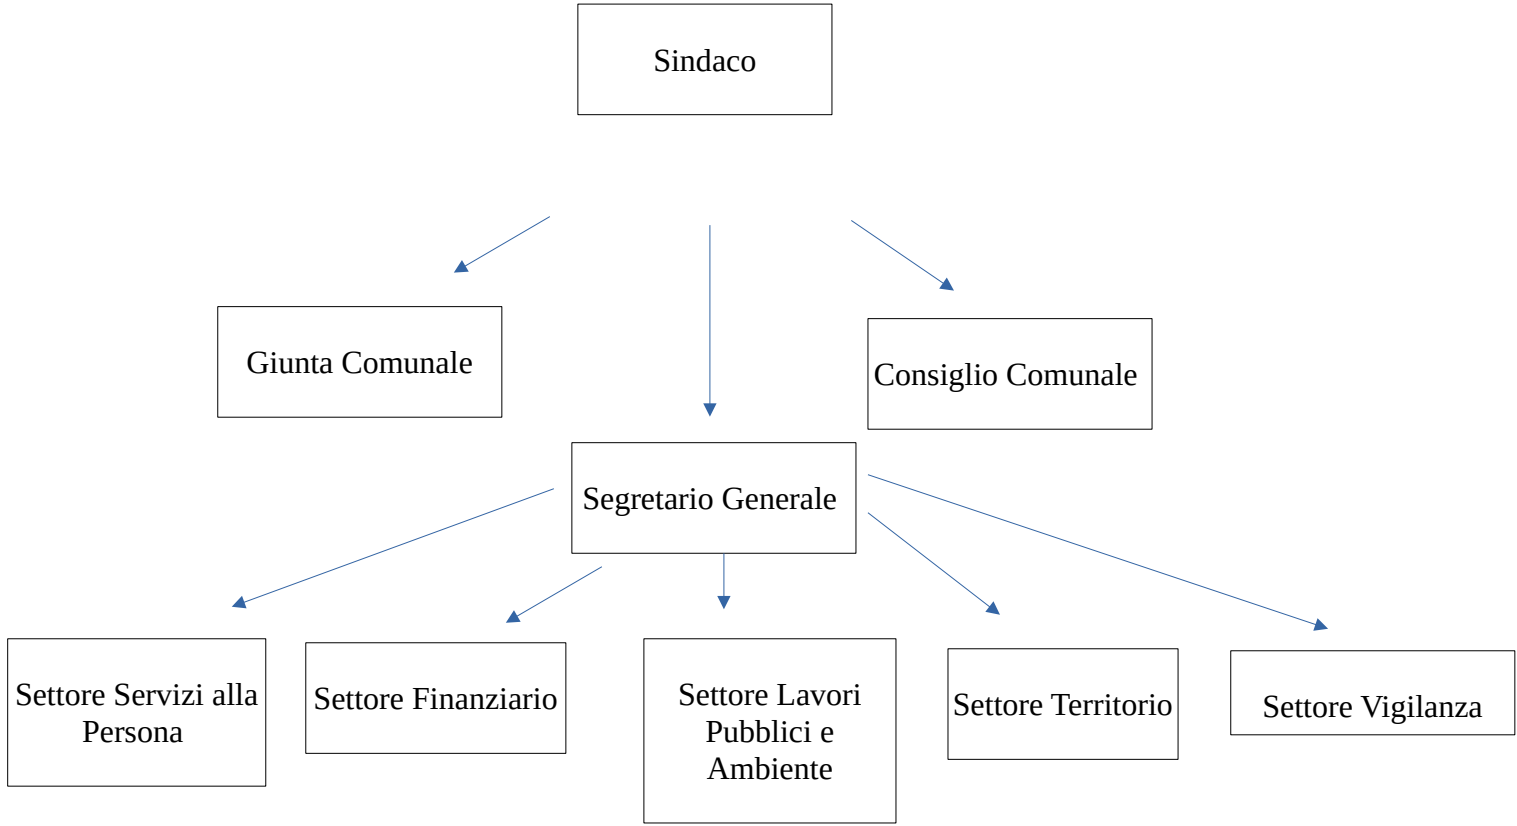 Sindaco
Giunta Comunale
Consiglio Comunale
Segretario Generale
Settore Servizi alla
Persona
Settore Finanziario
Settore Lavori
Pubblici e
Ambiente
Settore Territorio
Settore Vigilanza